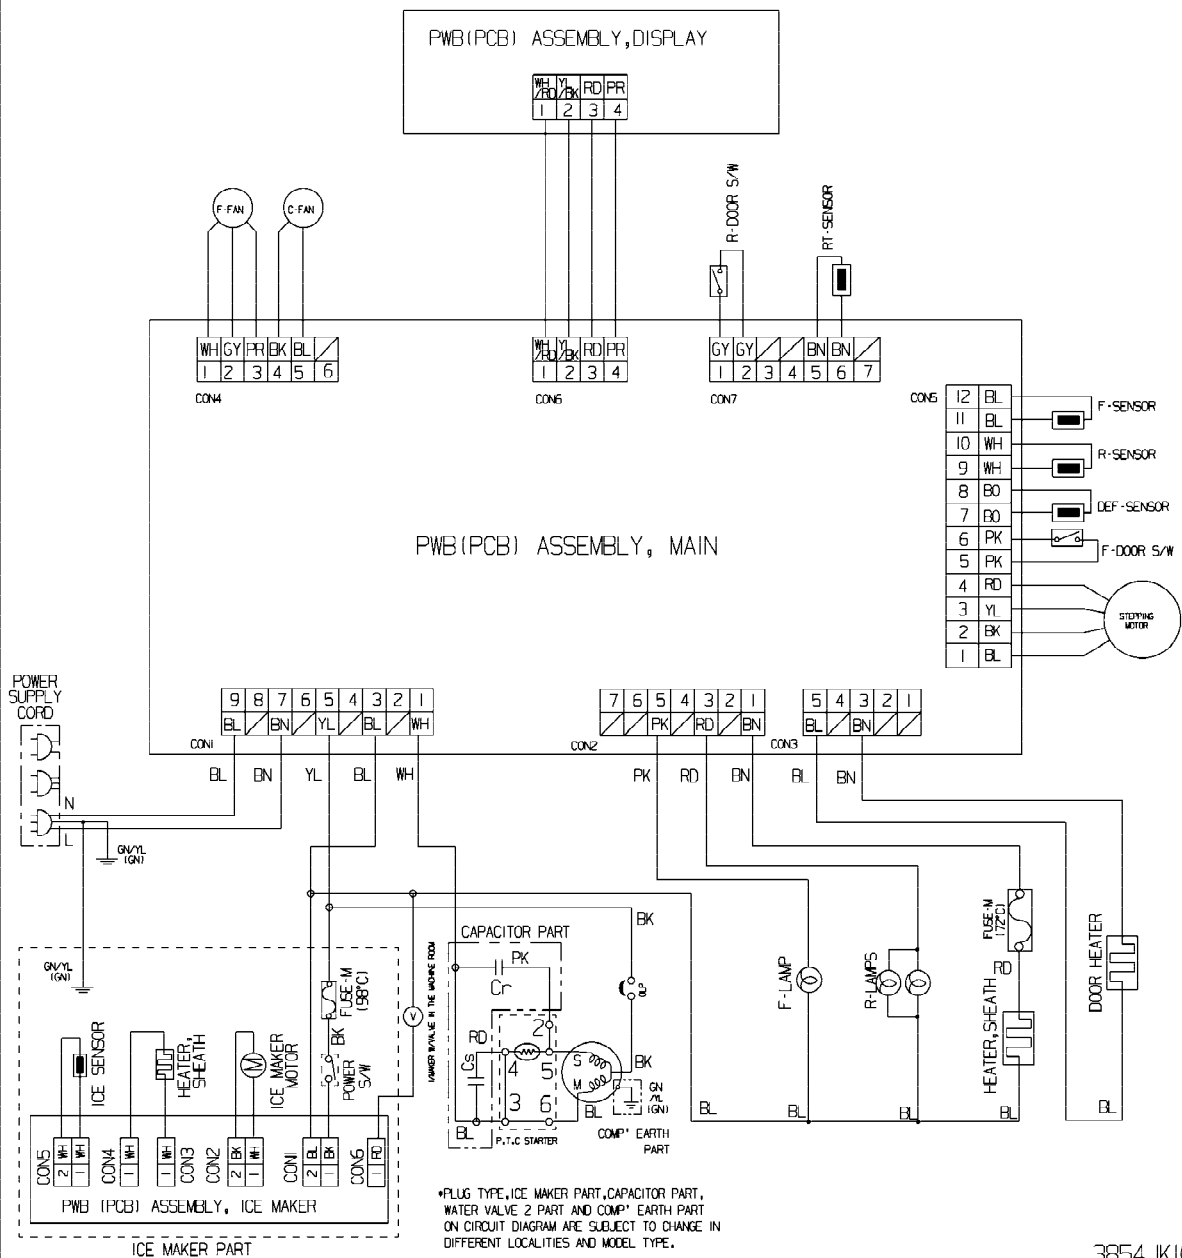 PWB(PCB) ASSEMBLY,DISPLAY
WH/RD YL/BK RD PR
1 2 3 4
F-FAN C-FAN
R-DOOR S/W
RT-SENSOR
WH GY PR BK BL
1 2 3 4 5 6
CON4
WH/RD YL/BK RD PR
1 2 3 4
CON6
GY GY BN BN
1 2 3 4 5 6 7
CON7
CON5
12 BL
11 BL
10 WH
9 WH
8 BO
7 BO
6 PK
5 PK
4 RD
3 YL
2 BK
1 BL
F-SENSOR
R-SENSOR
DEF-SENSOR
F-DOOR S/W
STEPPING
MOTOR
PWB(PCB) ASSEMBLY, MAIN
POWER
SUPPLY
CORD
N
L
GN/YL
(GN)
9 8 7 6 5 4 3 2 1
BL BN YL BL WH
CON1
BL BN YL BL WH
7 6 5 4 3 2 1
PK RD BN
CON2
PK RD BN
5 4 3 2 1
BL BN
CON3
BL BN
GN/YL
(GN)
ICE SENSOR
HEATER,
SHEATH
ICE MAKER
MOTOR
M
FUSE-M
(98°C)
BK
POWER
S/W
V
I/MAKER W/VALVE IN THE MACHINE ROOM
CON5
2 WH
1 WH
CON4
1 WH
1 WH
CON3
CON2
2 BK
1 WH
CON1
2 BL
1 BK
CON6
1 RD
PWB (PCB) ASSEMBLY, ICE MAKER
ICE MAKER PART
CAPACITOR PART
PK
Cr
RD
Cs
BL
2
4 5
3 6
P.T.C STARTER
S
M
BL
BK
OLP
BK
GN
/YL
(GN)
COMP' EARTH
PART
F-LAMP
R-LAMPS
FUSE-M
(72°C)
RD
HEATER,SHEATH
DOOR HEATER
BL BL BL BL BL
*PLUG TYPE,ICE MAKER PART,CAPACITOR PART,
WATER VALVE 2 PART AND COMP' EARTH PART
ON CIRCUIT DIAGRAM ARE SUBJECT TO CHANGE IN
DIFFERENT LOCALITIES AND MODEL TYPE.